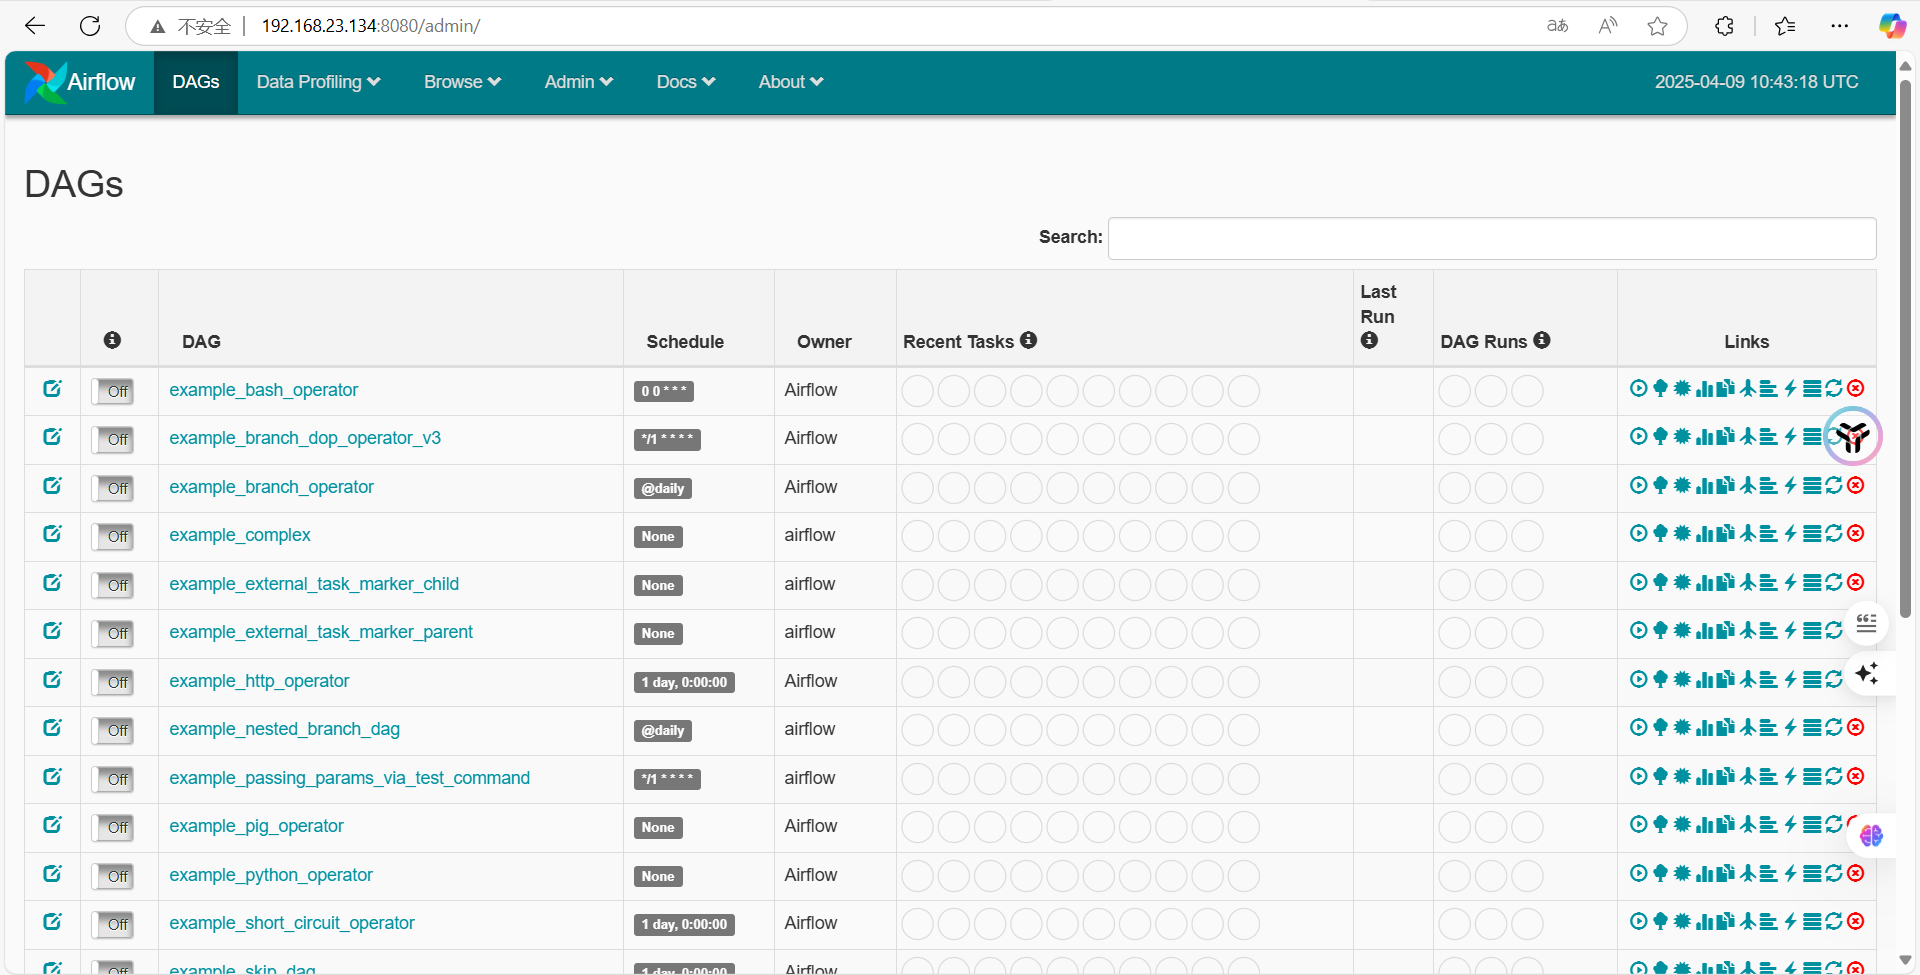 不安全 192.168.23.134:8080/admin/
Airflow DAGs Data Profiling Browse Admin Docs About 2025-04-09 10:43:18 UTC
DAGs
Search:
DAG Schedule Owner Recent Tasks Last Run DAG Runs Links
Off example_bash_operator 0 0 * * * Airflow
Off example_branch_dop_operator_v3 */1 * * * * Airflow
Off example_branch_operator @daily Airflow
Off example_complex None airflow
Off example_external_task_marker_child None airflow
Off example_external_task_marker_parent None airflow
Off example_http_operator 1 day, 0:00:00 Airflow
Off example_nested_branch_dag @daily airflow
Off example_passing_params_via_test_command */1 * * * * airflow
Off example_pig_operator None Airflow
Off example_python_operator None Airflow
Off example_short_circuit_operator 1 day, 0:00:00 Airflow
Off example_skip_dag 1 day, 0:00:00 Airflow